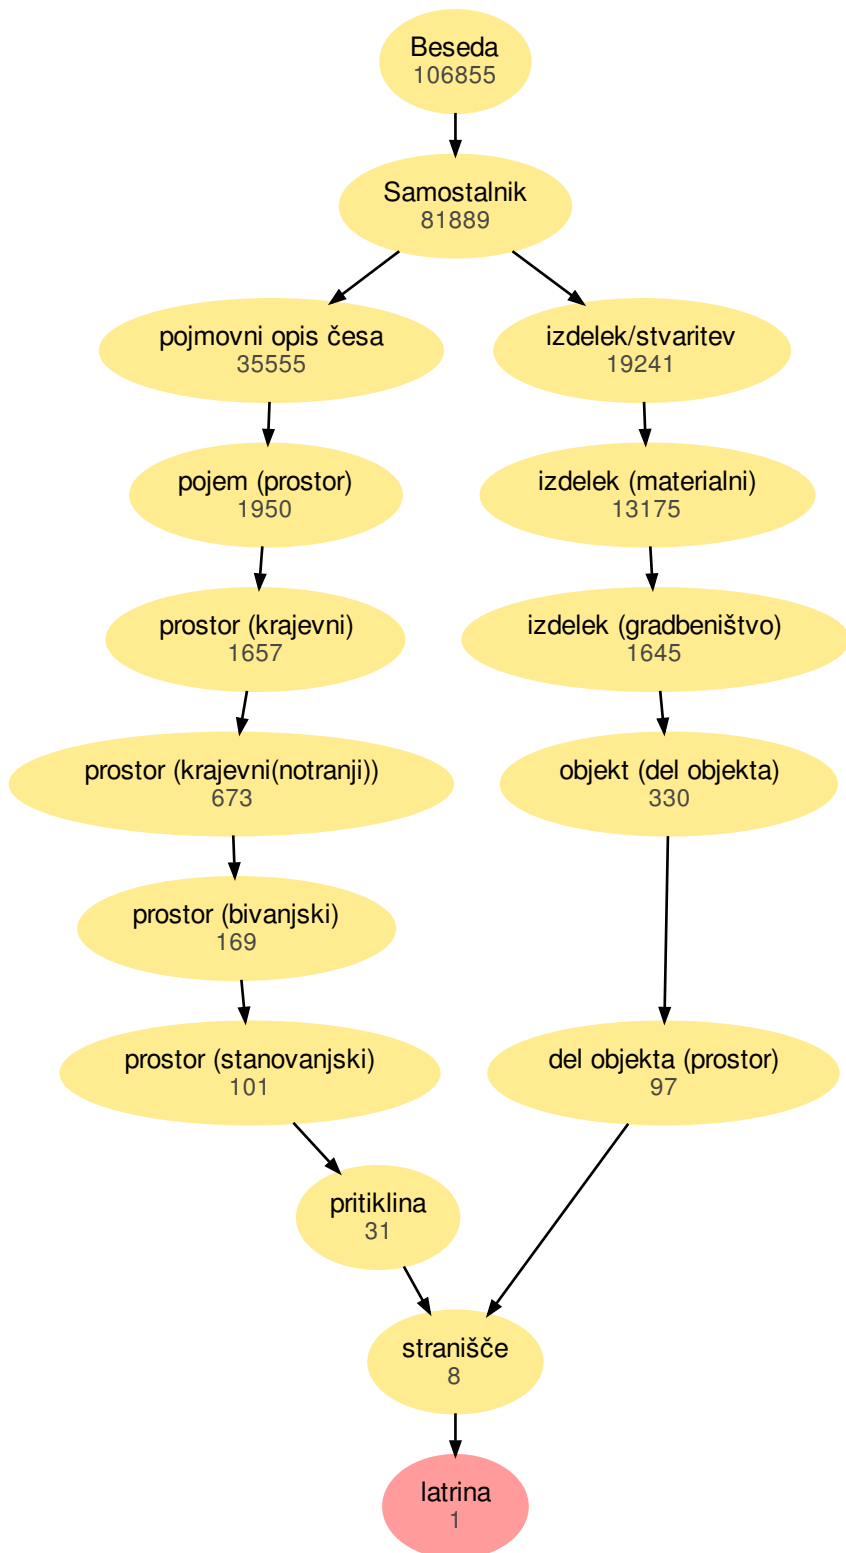 Beseda
106855
Samostalnik
81889
pojmovni opis česa
35555
izdelek/stvaritev
19241
pojem (prostor)
1950
izdelek (materialni)
13175
prostor (krajevni)
1657
izdelek (gradbeništvo)
1645
prostor (krajevni(notranji))
673
objekt (del objekta)
330
prostor (bivanjski)
169
prostor (stanovanjski)
101
del objekta (prostor)
97
pritiklina
31
stranišče
8
latrina
1